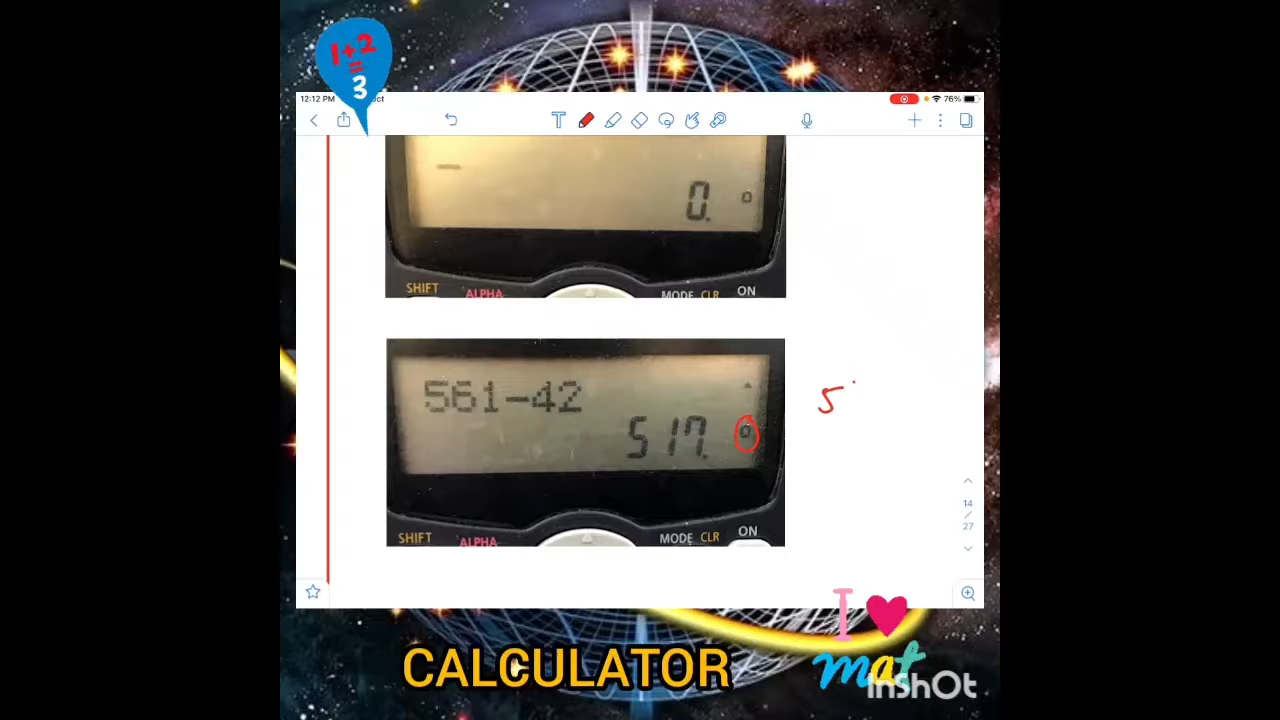 1+2
=
3
12:12 PM
76%
0.
SHIFT
ALPHA
MODE CLR
ON
561-42
517.
5
14
/
27
SHIFT
ALPHA
MODE CLR
ON
I
mat
CALCULATOR
InShOt